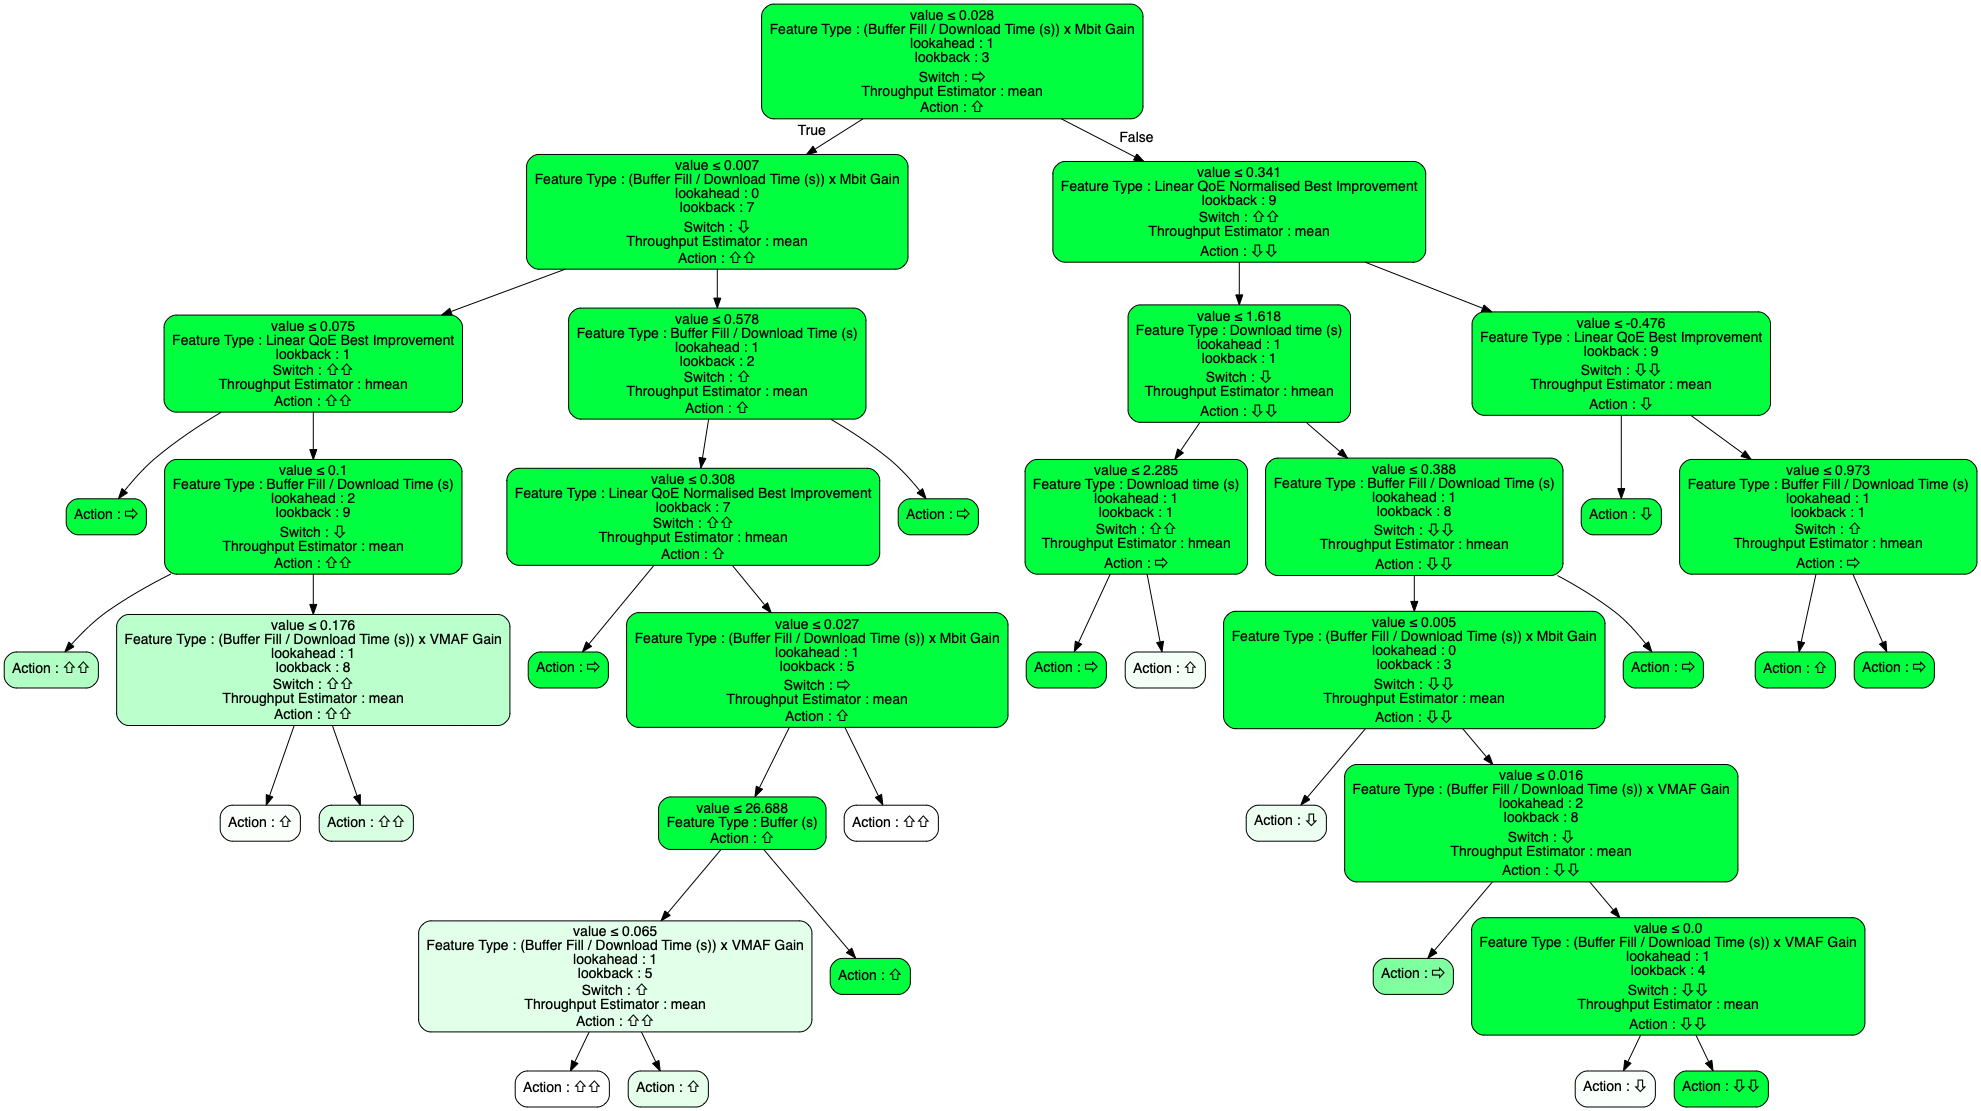 value ≤ 0.028
Feature Type : (Buffer Fill / Download Time (s)) x Mbit Gain
lookahead : 1
lookback : 3
Switch : ⇨
Throughput Estimator : mean
Action : ⇧
True
False
value ≤ 0.007
Feature Type : (Buffer Fill / Download Time (s)) x Mbit Gain
lookahead : 0
lookback : 7
Switch : ⇩
Throughput Estimator : mean
Action : ⇧⇧
value ≤ 0.341
Feature Type : Linear QoE Normalised Best Improvement
lookback : 9
Switch : ⇧⇧
Throughput Estimator : mean
Action : ⇩⇩
value ≤ 0.075
Feature Type : Linear QoE Best Improvement
lookback : 1
Switch : ⇧⇧
Throughput Estimator : hmean
Action : ⇧⇧
value ≤ 0.578
Feature Type : Buffer Fill / Download Time (s)
lookahead : 1
lookback : 2
Switch : ⇧
Throughput Estimator : mean
Action : ⇧
value ≤ 1.618
Feature Type : Download time (s)
lookahead : 1
lookback : 1
Switch : ⇩
Throughput Estimator : hmean
Action : ⇩⇩
value ≤ -0.476
Feature Type : Linear QoE Best Improvement
lookback : 9
Switch : ⇩⇩
Throughput Estimator : mean
Action : ⇩
Action : ⇨
value ≤ 0.1
Feature Type : Buffer Fill / Download Time (s)
lookahead : 2
lookback : 9
Switch : ⇩
Throughput Estimator : mean
Action : ⇧⇧
value ≤ 0.308
Feature Type : Linear QoE Normalised Best Improvement
lookback : 7
Switch : ⇧⇧
Throughput Estimator : hmean
Action : ⇧
Action : ⇨
value ≤ 2.285
Feature Type : Download time (s)
lookahead : 1
lookback : 1
Switch : ⇧⇧
Throughput Estimator : hmean
Action : ⇨
value ≤ 0.388
Feature Type : Buffer Fill / Download Time (s)
lookahead : 1
lookback : 8
Switch : ⇩⇩
Throughput Estimator : hmean
Action : ⇩⇩
Action : ⇩
value ≤ 0.973
Feature Type : Buffer Fill / Download Time (s)
lookahead : 1
lookback : 1
Switch : ⇧
Throughput Estimator : hmean
Action : ⇨
Action : ⇧⇧
value ≤ 0.176
Feature Type : (Buffer Fill / Download Time (s)) x VMAF Gain
lookahead : 1
lookback : 8
Switch : ⇧⇧
Throughput Estimator : mean
Action : ⇧⇧
Action : ⇨
value ≤ 0.027
Feature Type : (Buffer Fill / Download Time (s)) x Mbit Gain
lookahead : 1
lookback : 5
Switch : ⇨
Throughput Estimator : mean
Action : ⇧
Action : ⇨
Action : ⇧
value ≤ 0.005
Feature Type : (Buffer Fill / Download Time (s)) x Mbit Gain
lookahead : 0
lookback : 3
Switch : ⇩⇩
Throughput Estimator : mean
Action : ⇩⇩
Action : ⇨
Action : ⇧
Action : ⇨
Action : ⇧
Action : ⇧⇧
value ≤ 26.688
Feature Type : Buffer (s)
Action : ⇧
Action : ⇧⇧
Action : ⇩
value ≤ 0.016
Feature Type : (Buffer Fill / Download Time (s)) x VMAF Gain
lookahead : 2
lookback : 8
Switch : ⇩
Throughput Estimator : mean
Action : ⇩⇩
value ≤ 0.065
Feature Type : (Buffer Fill / Download Time (s)) x VMAF Gain
lookahead : 1
lookback : 5
Switch : ⇧
Throughput Estimator : mean
Action : ⇧⇧
Action : ⇧
Action : ⇨
value ≤ 0.0
Feature Type : (Buffer Fill / Download Time (s)) x VMAF Gain
lookahead : 1
lookback : 4
Switch : ⇩⇩
Throughput Estimator : mean
Action : ⇩⇩
Action : ⇧⇧
Action : ⇧
Action : ⇩
Action : ⇩⇩